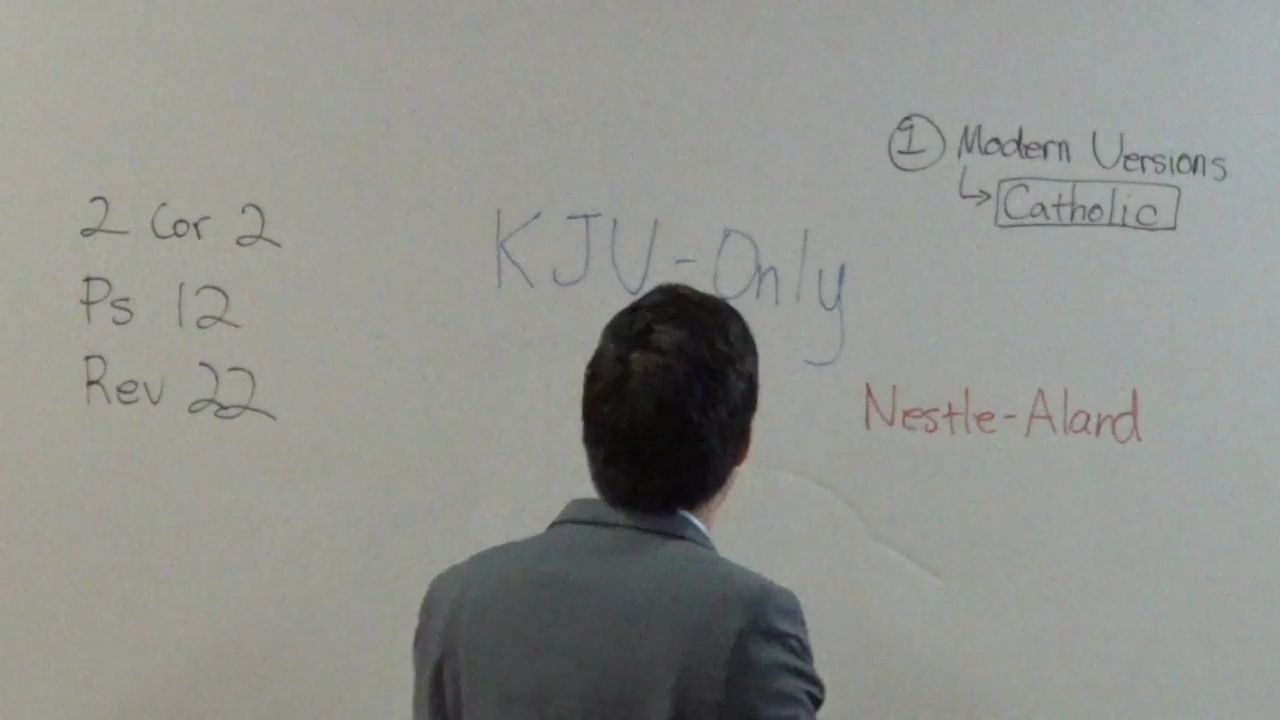 2 Cor 2
Ps 12
Rev 22
KJV-Only
1 Modern Versions
Catholic
Nestle-Aland